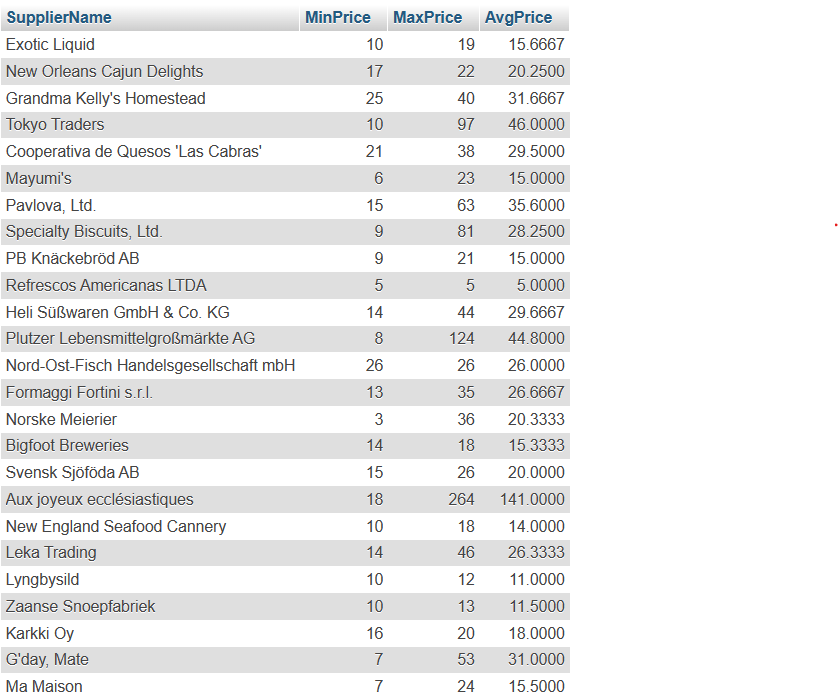 SupplierName MinPrice MaxPrice AvgPrice
Exotic Liquid 10 19 15.6667
New Orleans Cajun Delights 17 22 20.2500
Grandma Kelly's Homestead 25 40 31.6667
Tokyo Traders 10 97 46.0000
Cooperativa de Quesos 'Las Cabras' 21 38 29.5000
Mayumi's 6 23 15.0000
Pavlova, Ltd. 15 63 35.6000
Specialty Biscuits, Ltd. 9 81 28.2500
PB Knäckebröd AB 9 21 15.0000
Refrescos Americanas LTDA 5 5 5.0000
Heli Süßwaren GmbH & Co. KG 14 44 29.6667
Plutzer Lebensmittelgroßmärkte AG 8 124 44.8000
Nord-Ost-Fisch Handelsgesellschaft mbH 26 26 26.0000
Formaggi Fortini s.r.l. 13 35 26.6667
Norske Meierier 3 36 20.3333
Bigfoot Breweries 14 18 15.3333
Svensk Sjöföda AB 15 26 20.0000
Aux joyeux ecclésiastiques 18 264 141.0000
New England Seafood Cannery 10 18 14.0000
Leka Trading 14 46 26.3333
Lyngbysild 10 12 11.0000
Zaanse Snoepfabriek 10 13 11.5000
Karkki Oy 16 20 18.0000
G'day, Mate 7 53 31.0000
Ma Maison 7 24 15.5000